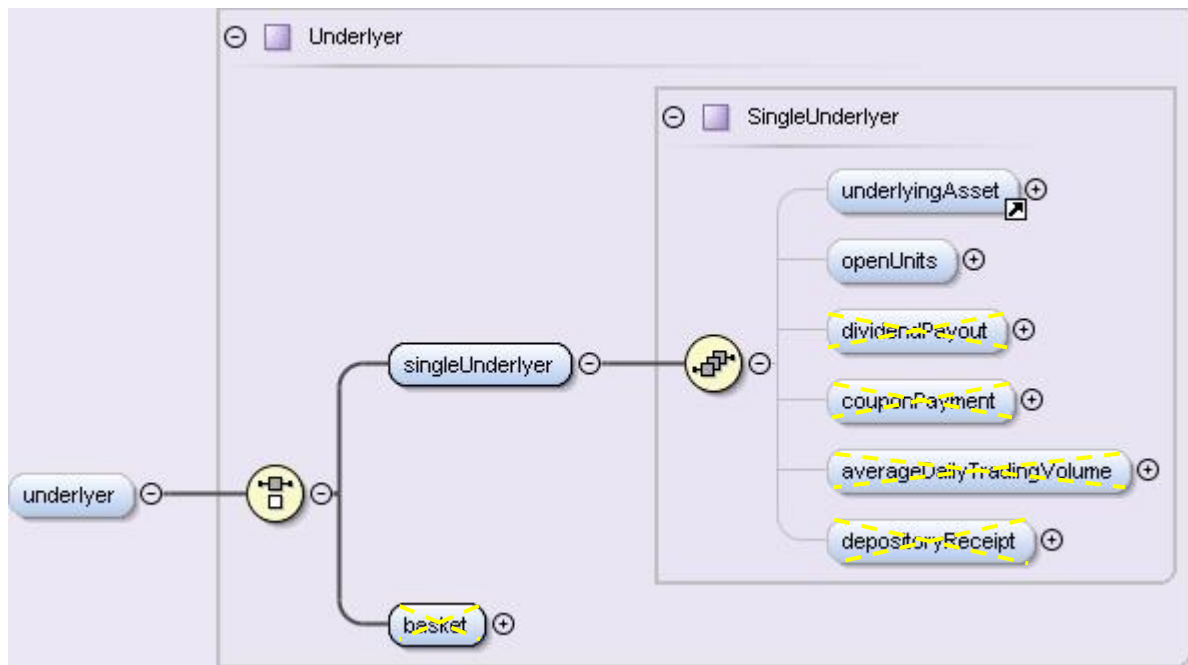 Underlyer
SingleUnderlyer
underlyingAsset
openUnits
dividendPayout
singleUnderlyer
couponPayment
averageDailyTradingVolume
underlyer
depositoryReceipt
basket